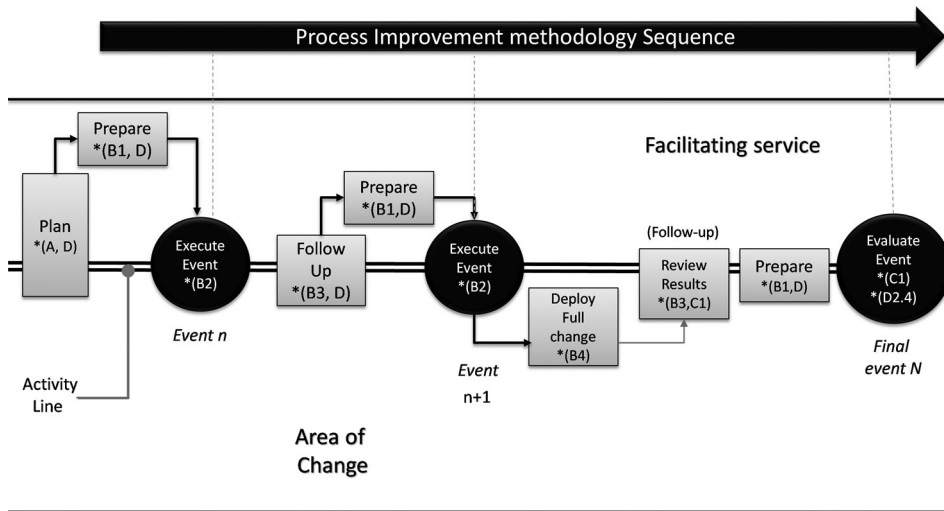 Process Improvement methodology Sequence
Facilitating service
Prepare
*(B1, D)
Plan
*(A, D)
Execute
Event
*(B2)
Event n
Prepare
*(B1,D)
Follow
Up
*(B3, D)
Execute
Event
*(B2)
Event
n+1
Deploy
Full
change
*(B4)
(Follow-up)
Review
Results
*(B3,C1)
Prepare
*(B1,D)
Evaluate
Event
*(C1)
*(D2.4)
Final
event N
Activity
Line
Area of
Change